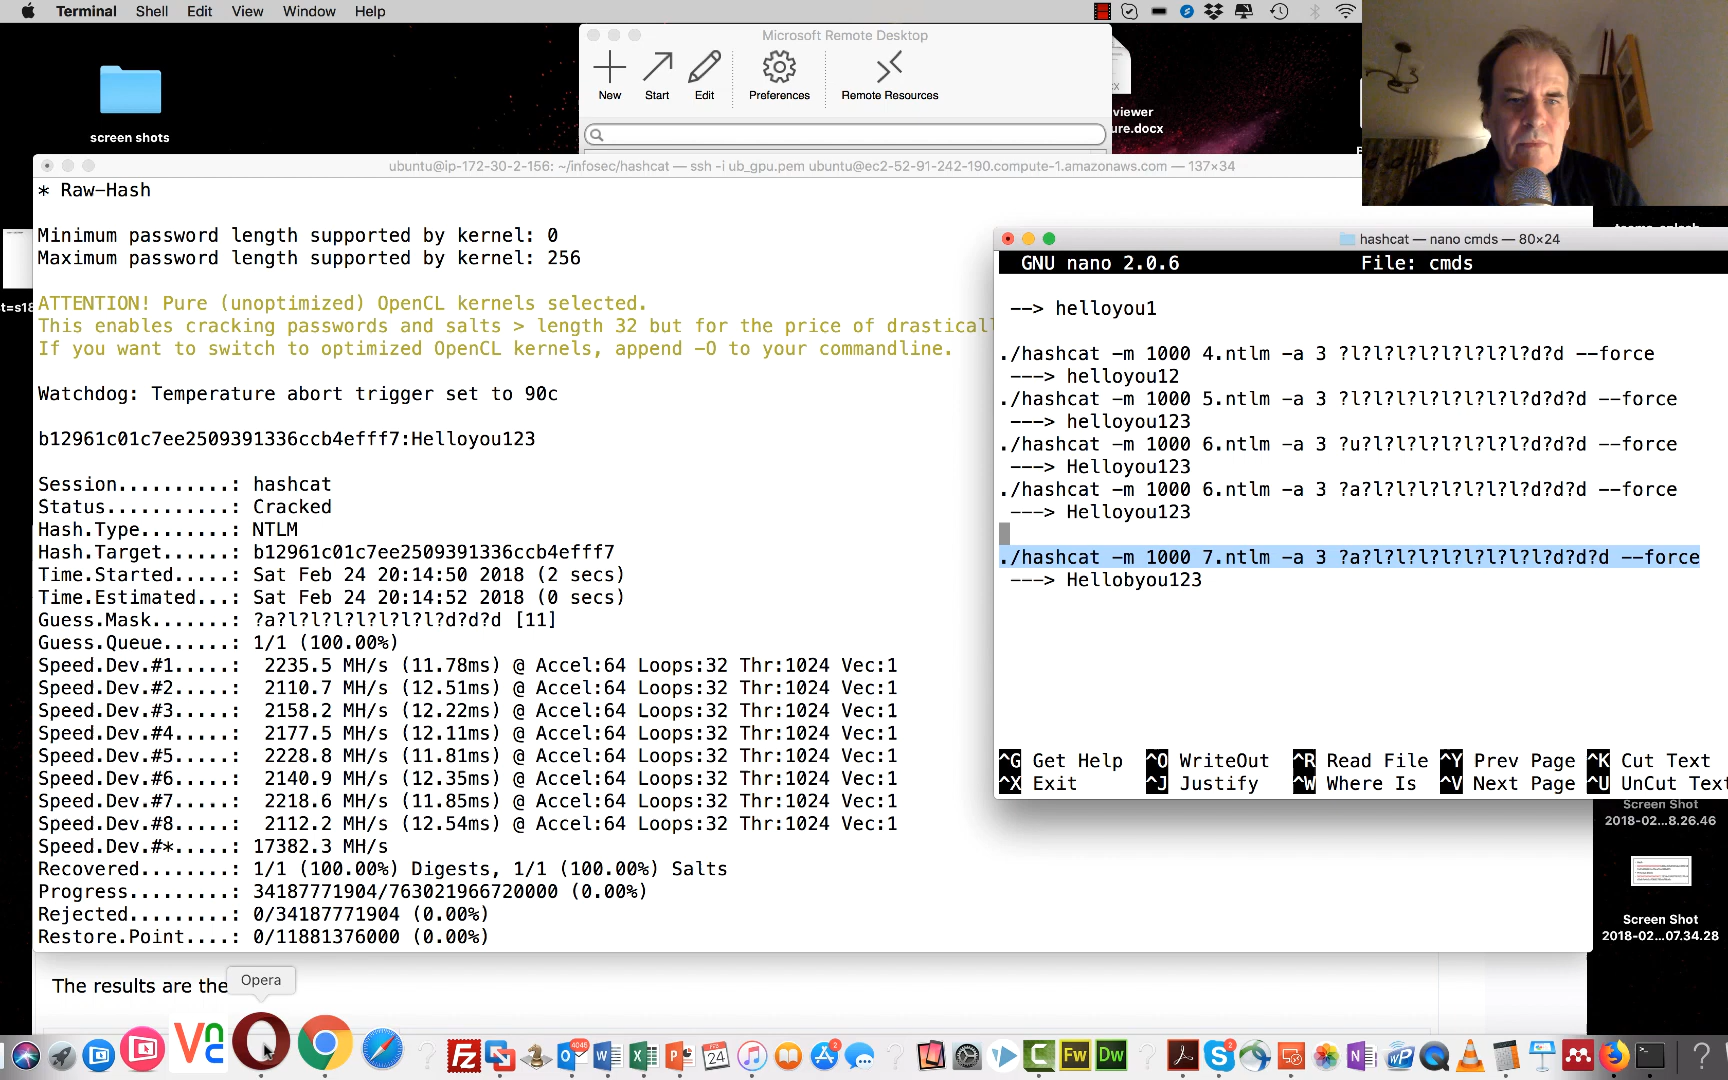 Terminal Shell Edit View Window Help
Microsoft Remote Desktop
New Start Edit Preferences Remote Resources
screen shots
viewer
ure.docx
ubuntu@ip-172-30-2-156: ~/infosec/hashcat — ssh -i ub_gpu.pem ubuntu@ec2-52-91-242-190.compute-1.amazonaws.com — 137×34
* Raw-Hash
Minimum password length supported by kernel: 0
Maximum password length supported by kernel: 256
ATTENTION! Pure (unoptimized) OpenCL kernels selected.
This enables cracking passwords and salts > length 32 but for the price of drasticall
If you want to switch to optimized OpenCL kernels, append -O to your commandline.
Watchdog: Temperature abort trigger set to 90c
b12961c01c7ee2509391336ccb4efff7:Helloyou123
Session..........: hashcat
Status...........: Cracked
Hash.Type........: NTLM
Hash.Target......: b12961c01c7ee2509391336ccb4efff7
Time.Started.....: Sat Feb 24 20:14:50 2018 (2 secs)
Time.Estimated...: Sat Feb 24 20:14:52 2018 (0 secs)
Guess.Mask.......: ?a?l?l?l?l?l?l?l?d?d?d [11]
Guess.Queue......: 1/1 (100.00%)
Speed.Dev.#1.....: 2235.5 MH/s (11.78ms) @ Accel:64 Loops:32 Thr:1024 Vec:1
Speed.Dev.#2.....: 2110.7 MH/s (12.51ms) @ Accel:64 Loops:32 Thr:1024 Vec:1
Speed.Dev.#3.....: 2158.2 MH/s (12.22ms) @ Accel:64 Loops:32 Thr:1024 Vec:1
Speed.Dev.#4.....: 2177.5 MH/s (12.11ms) @ Accel:64 Loops:32 Thr:1024 Vec:1
Speed.Dev.#5.....: 2228.8 MH/s (11.81ms) @ Accel:64 Loops:32 Thr:1024 Vec:1
Speed.Dev.#6.....: 2140.9 MH/s (12.35ms) @ Accel:64 Loops:32 Thr:1024 Vec:1
Speed.Dev.#7.....: 2218.6 MH/s (11.85ms) @ Accel:64 Loops:32 Thr:1024 Vec:1
Speed.Dev.#8.....: 2112.2 MH/s (12.54ms) @ Accel:64 Loops:32 Thr:1024 Vec:1
Speed.Dev.#*.....: 17382.3 MH/s
Recovered........: 1/1 (100.00%) Digests, 1/1 (100.00%) Salts
Progress.........: 34187771904/763021966720000 (0.00%)
Rejected.........: 0/34187771904 (0.00%)
Restore.Point....: 0/11881376000 (0.00%)
hashcat — nano cmds — 80×24
GNU nano 2.0.6 File: cmds
--> helloyou1
./hashcat -m 1000 4.ntlm -a 3 ?l?l?l?l?l?l?l?l?d?d --force
---> helloyou12
./hashcat -m 1000 5.ntlm -a 3 ?l?l?l?l?l?l?l?l?d?d?d --force
---> helloyou123
./hashcat -m 1000 6.ntlm -a 3 ?u?l?l?l?l?l?l?l?d?d?d --force
---> Helloyou123
./hashcat -m 1000 6.ntlm -a 3 ?a?l?l?l?l?l?l?l?d?d?d --force
---> Helloyou123
./hashcat -m 1000 7.ntlm -a 3 ?a?l?l?l?l?l?l?l?l?d?d?d --force
---> Hellobyou123
^G Get Help ^O WriteOut ^R Read File ^Y Prev Page ^K Cut Text
^X Exit ^J Justify ^W Where Is ^V Next Page ^U UnCut Text
Screen Shot
2018-02...8.26.46
Screen Shot
2018-02...07.34.28
t=s18
The results are the
Opera